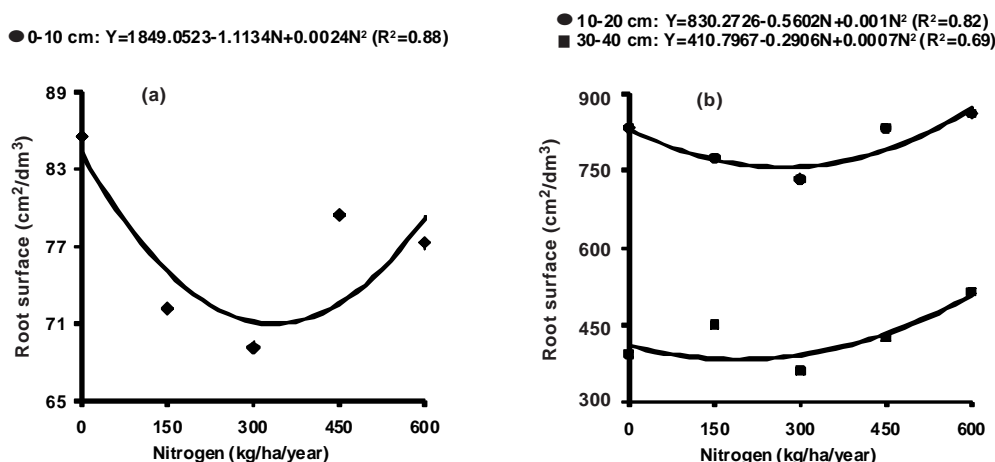 0-10 cm: Y=1849.0523-1.1134N+0.0024N² (R²=0.88)
10-20 cm: Y=830.2726-0.5602N+0.001N² (R²=0.82)
30-40 cm: Y=410.7967-0.2906N+0.0007N² (R²=0.69)
(a)
Root surface (cm²/dm³)
89
83
77
71
65
0 150 300 450 600
Nitrogen (kg/ha/year)
(b)
Root surface (cm²/dm³)
900
750
600
450
300
0 150 300 450 600
Nitrogen (kg/ha/year)